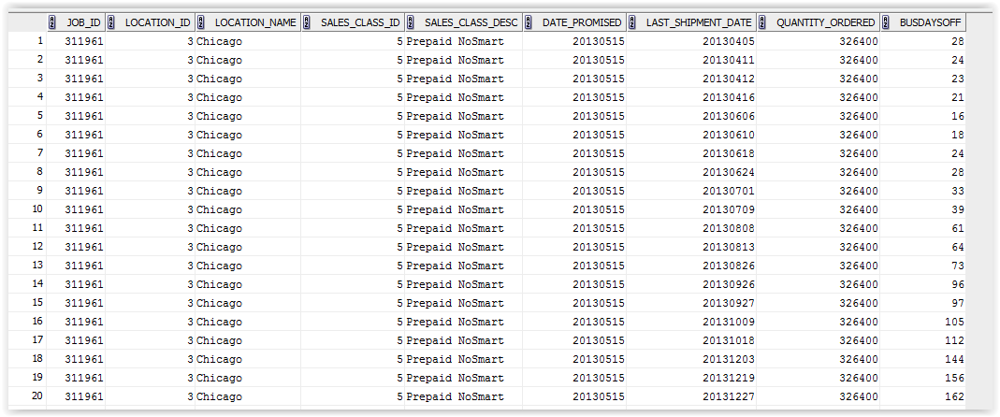 JOB_ID LOCATION_ID LOCATION_NAME SALES_CLASS_ID SALES_CLASS_DESC DATE_PROMISED LAST_SHIPMENT_DATE QUANTITY_ORDERED BUSDAYSOFF
1 311961 3 Chicago 5 Prepaid NoSmart 20130515 20130405 326400 28
2 311961 3 Chicago 5 Prepaid NoSmart 20130515 20130411 326400 24
3 311961 3 Chicago 5 Prepaid NoSmart 20130515 20130412 326400 23
4 311961 3 Chicago 5 Prepaid NoSmart 20130515 20130416 326400 21
5 311961 3 Chicago 5 Prepaid NoSmart 20130515 20130606 326400 16
6 311961 3 Chicago 5 Prepaid NoSmart 20130515 20130610 326400 18
7 311961 3 Chicago 5 Prepaid NoSmart 20130515 20130618 326400 24
8 311961 3 Chicago 5 Prepaid NoSmart 20130515 20130624 326400 28
9 311961 3 Chicago 5 Prepaid NoSmart 20130515 20130701 326400 33
10 311961 3 Chicago 5 Prepaid NoSmart 20130515 20130709 326400 39
11 311961 3 Chicago 5 Prepaid NoSmart 20130515 20130808 326400 61
12 311961 3 Chicago 5 Prepaid NoSmart 20130515 20130813 326400 64
13 311961 3 Chicago 5 Prepaid NoSmart 20130515 20130826 326400 73
14 311961 3 Chicago 5 Prepaid NoSmart 20130515 20130926 326400 96
15 311961 3 Chicago 5 Prepaid NoSmart 20130515 20130927 326400 97
16 311961 3 Chicago 5 Prepaid NoSmart 20130515 20131009 326400 105
17 311961 3 Chicago 5 Prepaid NoSmart 20130515 20131018 326400 112
18 311961 3 Chicago 5 Prepaid NoSmart 20130515 20131203 326400 144
19 311961 3 Chicago 5 Prepaid NoSmart 20130515 20131219 326400 156
20 311961 3 Chicago 5 Prepaid NoSmart 20130515 20131227 326400 162